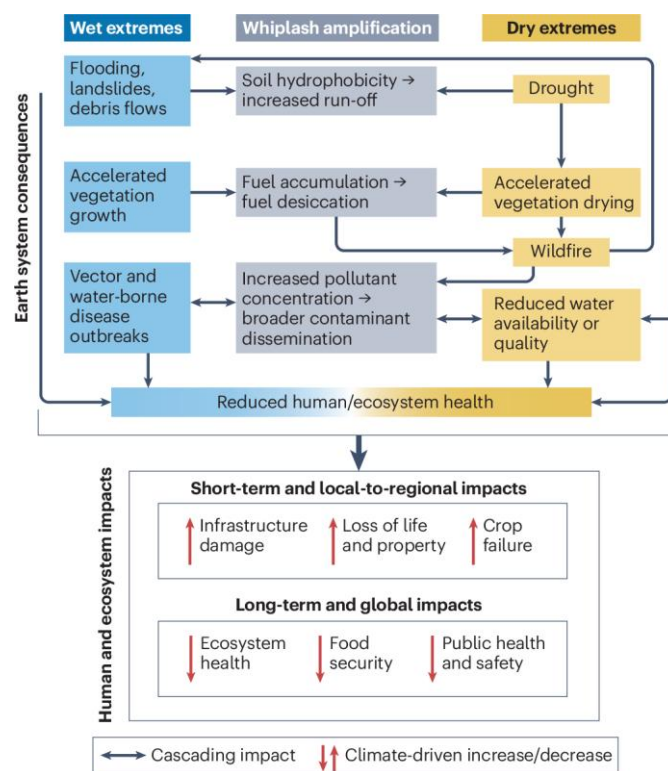 Wet extremes
Whiplash amplification
Dry extremes
Earth system consequences
Flooding,
landslides,
debris flows
Soil hydrophobicity →
increased run-off
Drought
Accelerated
vegetation
growth
Fuel accumulation →
fuel desiccation
Accelerated
vegetation drying
Wildfire
Vector and
water-borne
disease
outbreaks
Increased pollutant
concentration →
broader contaminant
dissemination
Reduced water
availability or
quality
Reduced human/ecosystem health
Human and ecosystem impacts
Short-term and local-to-regional impacts
Infrastructure
damage
Loss of life
and property
Crop
failure
Long-term and global impacts
Ecosystem
health
Food
security
Public health
and safety
Cascading impact
Climate-driven increase/decrease